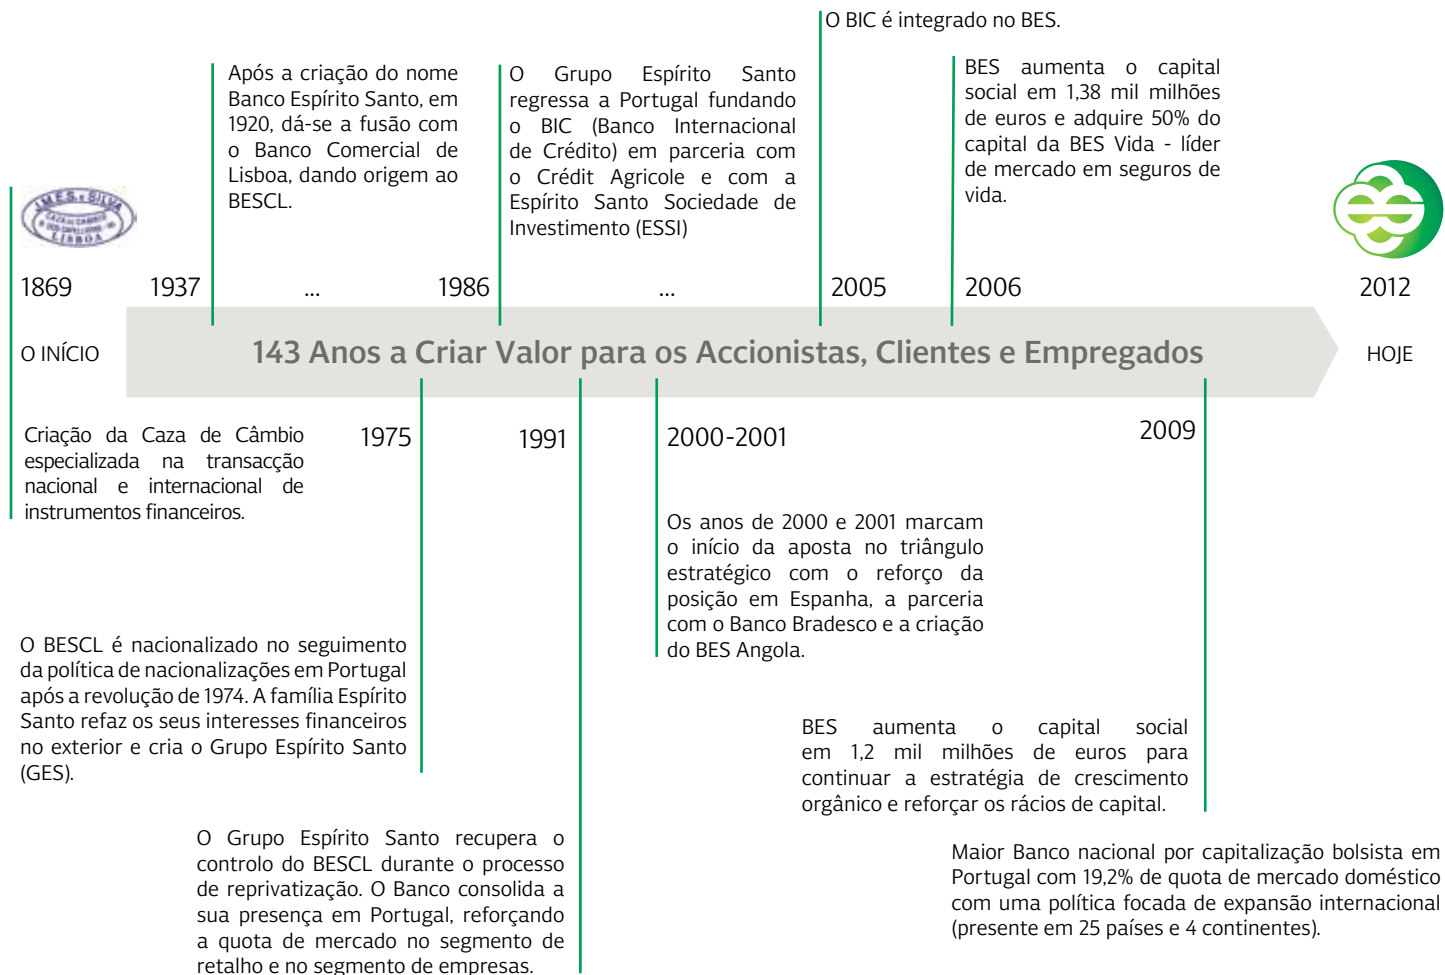 O BIC é integrado no BES.
Após a criação do nome
Banco Espírito Santo, em
1920, dá-se a fusão com
o Banco Comercial de
Lisboa, dando origem ao
BESCL.
O Grupo Espírito Santo
regressa a Portugal fundando
o BIC (Banco Internacional
de Crédito) em parceria com
o Crédit Agricole e com a
Espírito Santo Sociedade de
Investimento (ESSI)
BES aumenta o capital
social em 1,38 mil milhões
de euros e adquire 50% do
capital da BES Vida - líder
de mercado em seguros de
vida.
J.M.E.S. e SILVA
LISBOA
1869 1937 ... 1986 ... 2005 2006 2012
O INÍCIO 143 Anos a Criar Valor para os Accionistas, Clientes e Empregados HOJE
Criação da Caza de Câmbio
especializada na transacção
nacional e internacional de
instrumentos financeiros.
1975 1991 2000-2001 2009
Os anos de 2000 e 2001 marcam
o início da aposta no triângulo
estratégico com o reforço da
posição em Espanha, a parceria
com o Banco Bradesco e a criação
do BES Angola.
O BESCL é nacionalizado no seguimento
da política de nacionalizações em Portugal
após a revolução de 1974. A família Espírito
Santo refaz os seus interesses financeiros
no exterior e cria o Grupo Espírito Santo
(GES).
BES aumenta o capital social
em 1,2 mil milhões de euros para
continuar a estratégia de crescimento
orgânico e reforçar os rácios de capital.
O Grupo Espírito Santo recupera o
controlo do BESCL durante o processo
de reprivatização. O Banco consolida a
sua presença em Portugal, reforçando
a quota de mercado no segmento de
retalho e no segmento de empresas.
Maior Banco nacional por capitalização bolsista em
Portugal com 19,2% de quota de mercado doméstico
com uma política focada de expansão internacional
(presente em 25 países e 4 continentes).